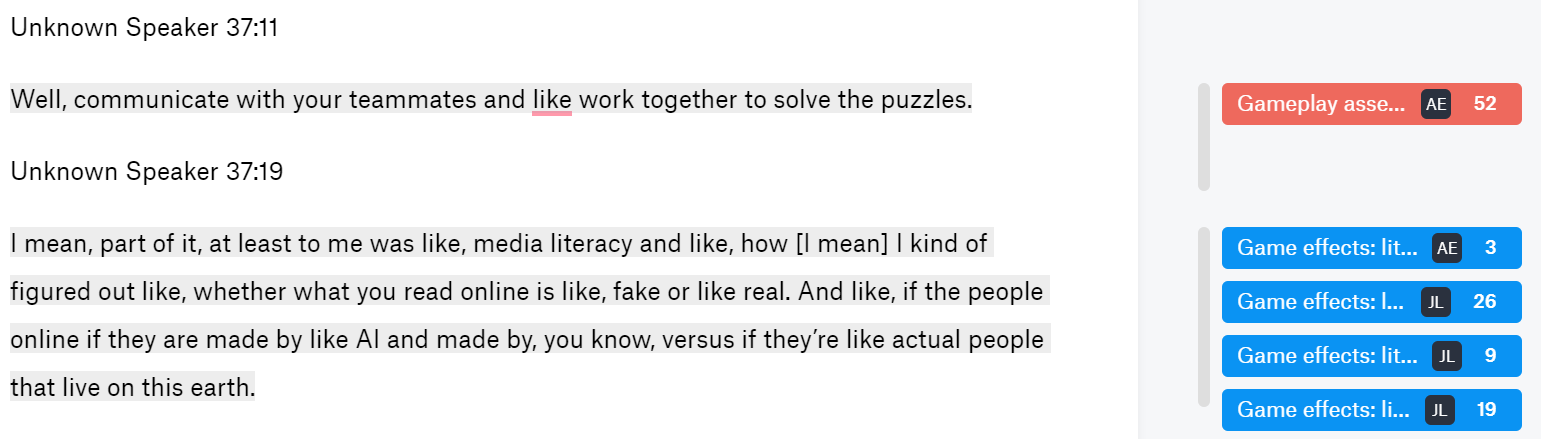 Unknown Speaker 37:11
Well, communicate with your teammates and like work together to solve the puzzles.
Gameplay asse... AE 52
Unknown Speaker 37:19
I mean, part of it, at least to me was like, media literacy and like, how [I mean] I kind of
figured out like, whether what you read online is like, fake or like real. And like, if the people
online if they are made by like AI and made by, you know, versus if they’re like actual people
that live on this earth.
Game effects: lit... AE 3
Game effects: l... JL 26
Game effects: lit... JL 9
Game effects: li... JL 19